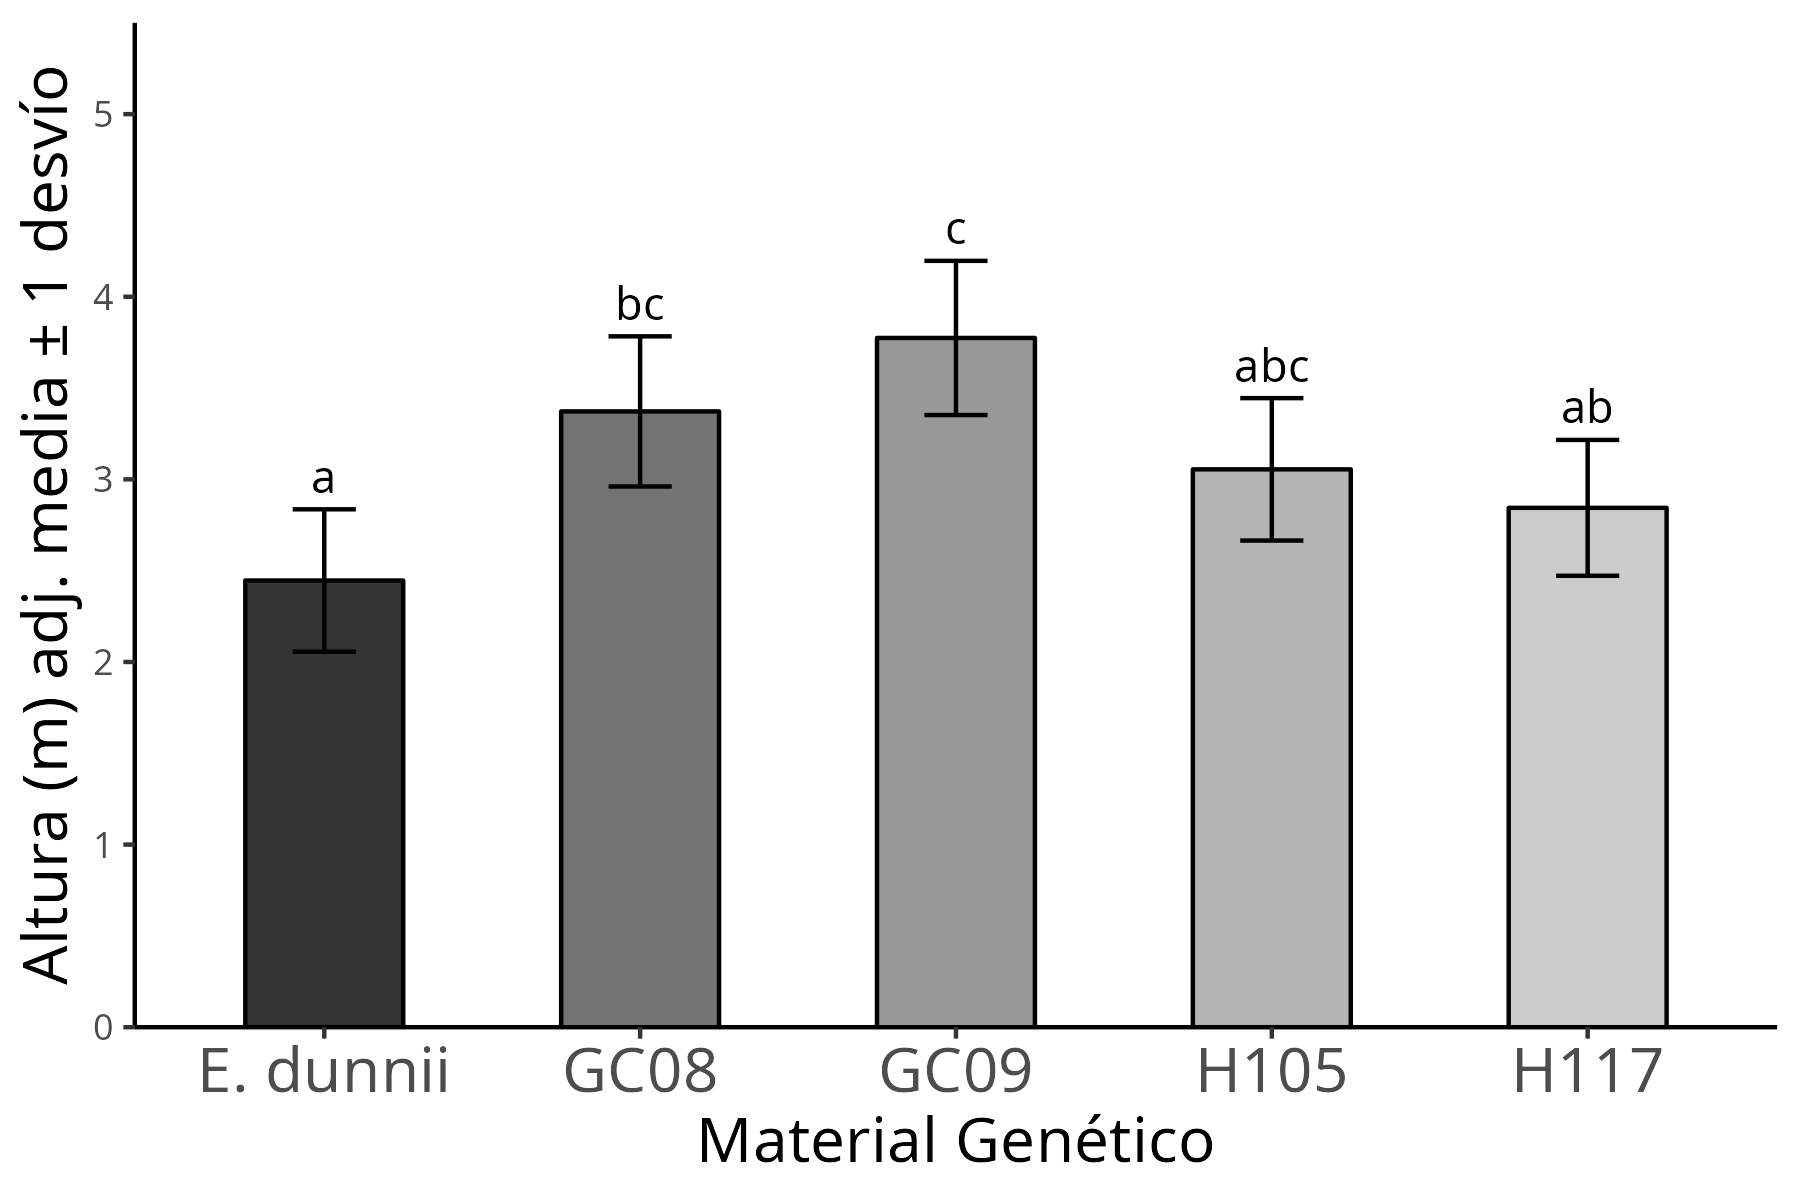 Altura (m) adj. media ± 1 desvío
5
4
3
2
1
0
a
bc
c
abc
ab
E. dunnii
GC08
GC09
H105
H117
Material Genético